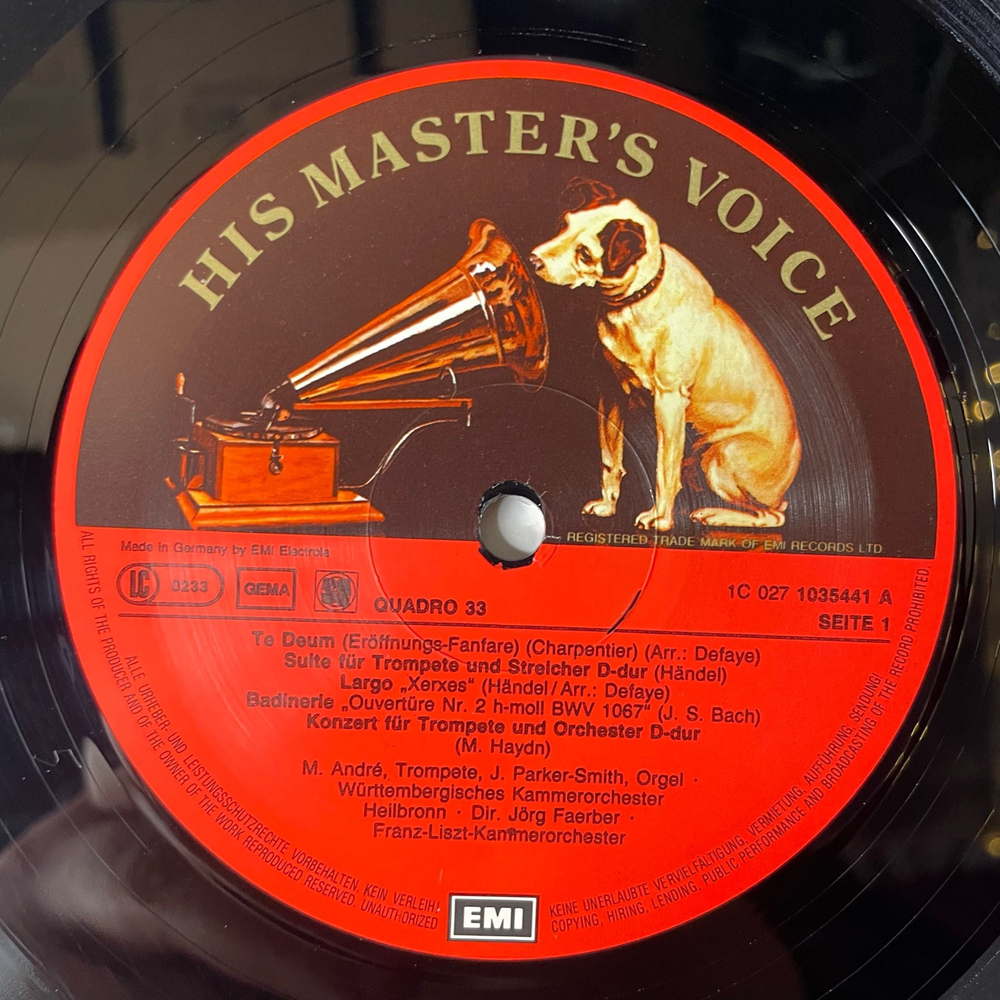 HIS MASTER'S VOICE
REGISTERED TRADE MARK OF EMI RECORDS LTD
Made in Germany by EMI Electrola
LC 0233 GEMA
QUADRO 33
1C 027 1035441 A
SEITE 1
Te Deum (Eröffnungs-Fanfare) (Charpentier) (Arr.: Defaye)
Suite für Trompete und Streicher D-dur (Händel)
Largo „Xerxes“ (Händel/Arr.: Defaye)
Badinerie „Ouvertüre Nr. 2 h-moll BWV 1067“ (J. S. Bach)
Konzert für Trompete und Orchester D-dur
(M. Haydn)
M. André, Trompete, J. Parker-Smith, Orgel ·
Württembergisches Kammerorchester
Heilbronn · Dir. Jörg Faerber ·
Franz-Liszt-Kammerorchester
ALLE URHEBER- UND LEISTUNGSSCHUTZRECHTE VORBEHALTEN. KEIN VERLEIH!
KEINE UNERLAUBTE VERVIELFÄLTIGUNG, VERMIETUNG, AUFFÜHRUNG, SENDUNG!
ALL RIGHTS OF THE PRODUCER AND OF THE OWNER OF THE WORK REPRODUCED RESERVED. UNAUTHORIZED
COPYING, HIRING, LENDING, PUBLIC PERFORMANCE AND BROADCASTING OF THE RECORD PROHIBITED.
EMI